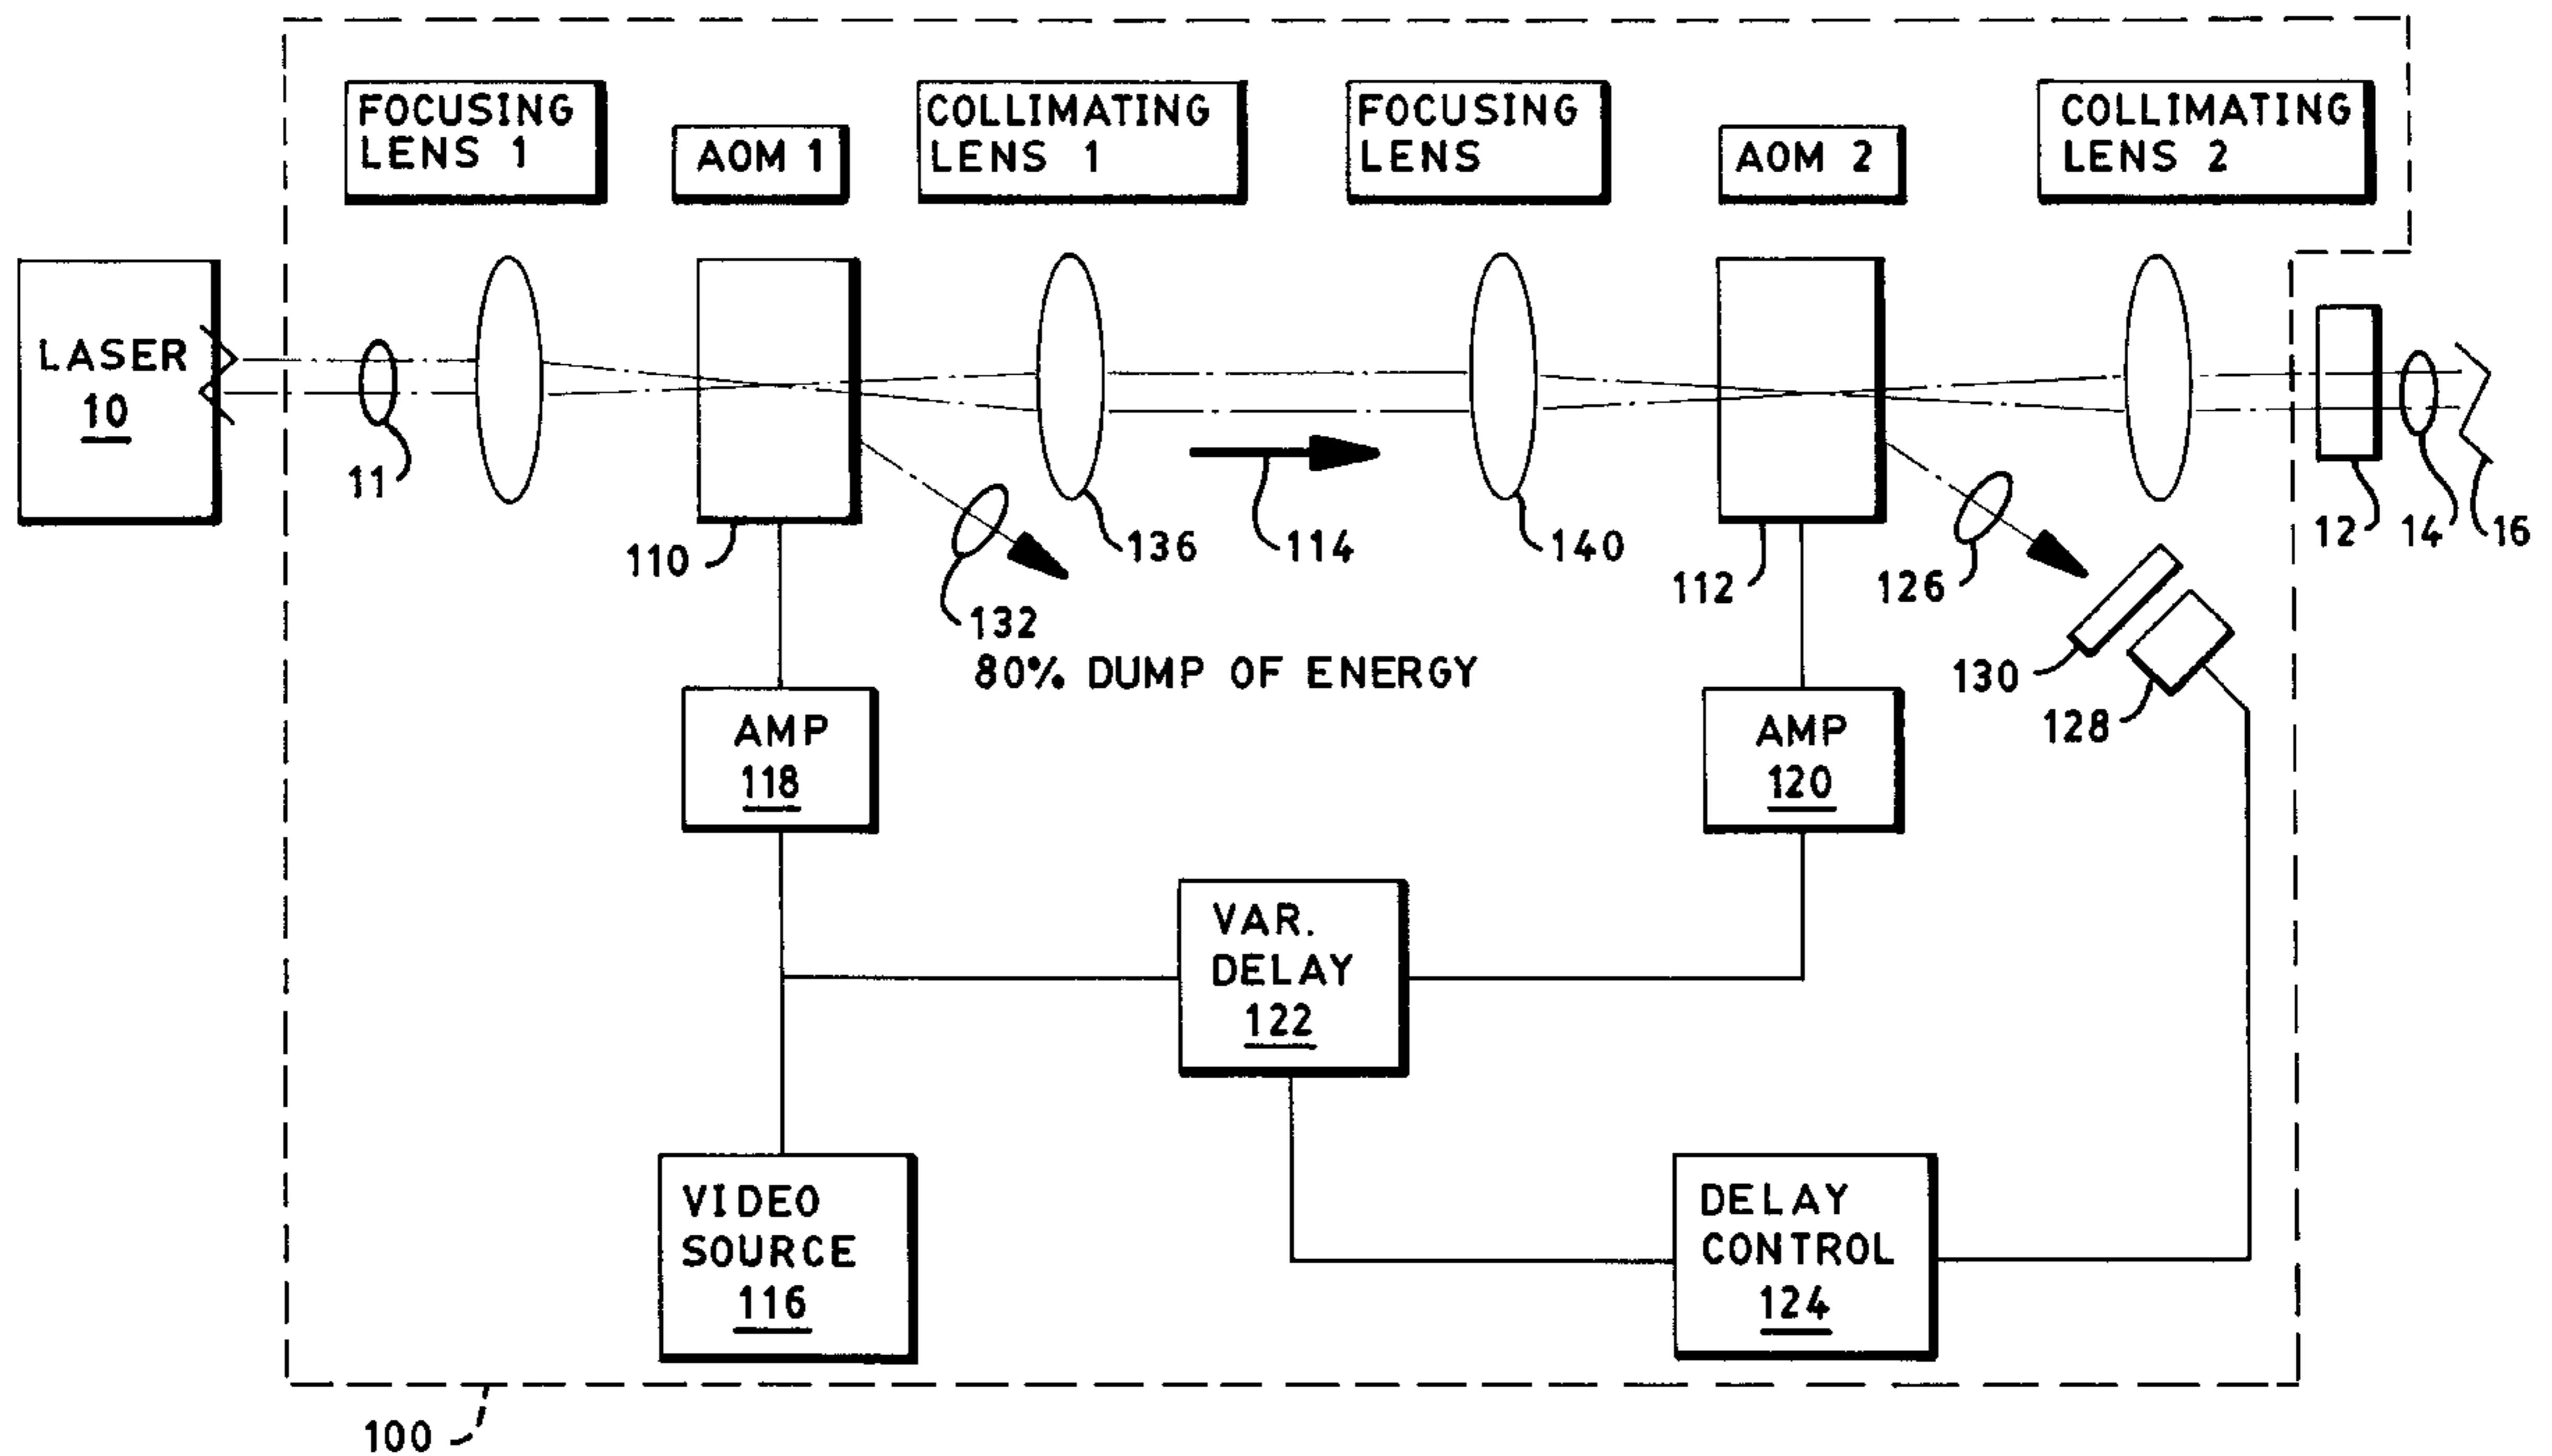 FOCUSING
LENS 1
AOM 1
COLLIMATING
LENS 1
FOCUSING
LENS
AOM 2
COLLIMATING
LENS 2
LASER
10
11
110
132
80% DUMP OF ENERGY
136
114
140
112
126
130
128
12
14
16
AMP
118
AMP
120
VAR.
DELAY
122
VIDEO
SOURCE
116
DELAY
CONTROL
124
100